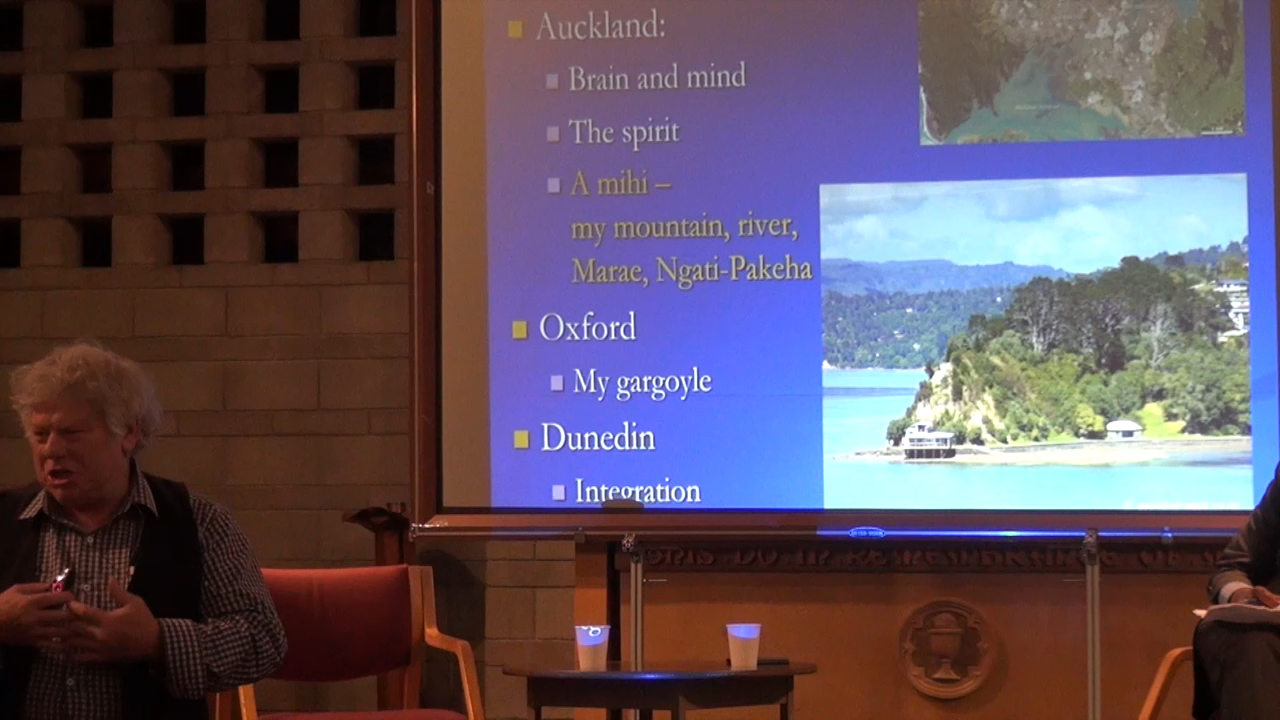 Auckland:
Brain and mind
The spirit
A mihi –
my mountain, river,
Marae, Ngati-Pakeha
Oxford
My gargoyle
Dunedin
Integration